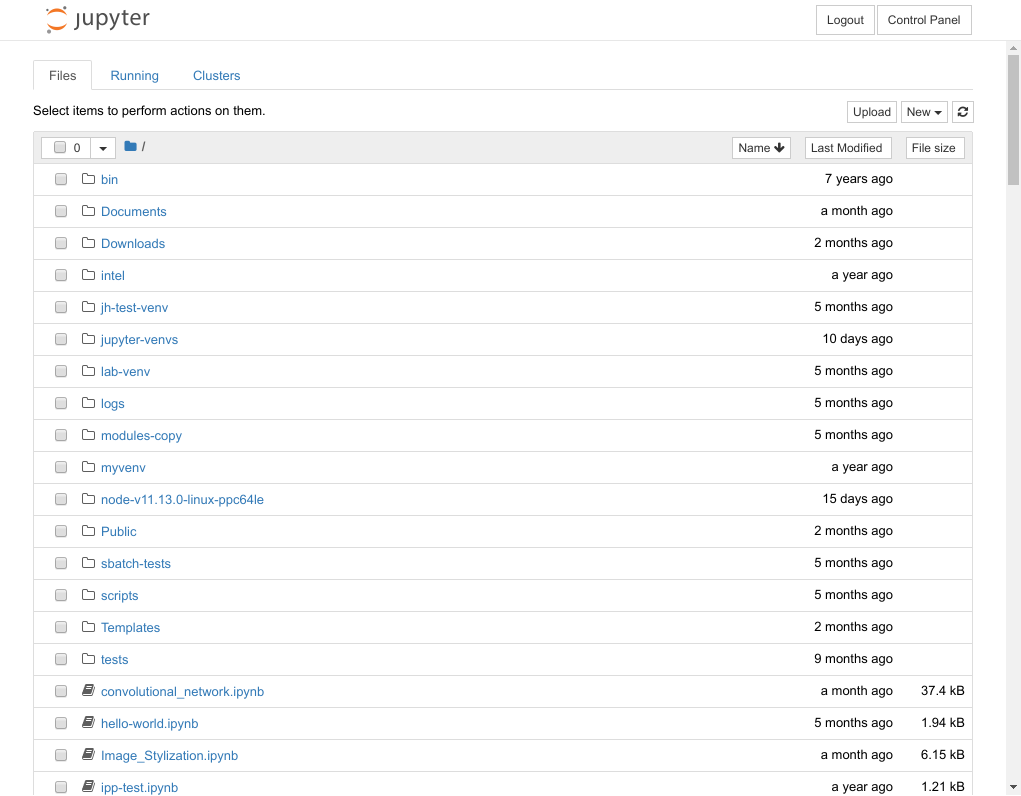 jupyter Logout Control Panel
Files Running Clusters
Select items to perform actions on them. Upload New
0 / Name Last Modified File size
bin 7 years ago
Documents a month ago
Downloads 2 months ago
intel a year ago
jh-test-venv 5 months ago
jupyter-venvs 10 days ago
lab-venv 5 months ago
logs 5 months ago
modules-copy 5 months ago
myvenv a year ago
node-v11.13.0-linux-ppc64le 15 days ago
Public 2 months ago
sbatch-tests 5 months ago
scripts 5 months ago
Templates 2 months ago
tests 9 months ago
convolutional_network.ipynb a month ago 37.4 kB
hello-world.ipynb 5 months ago 1.94 kB
Image_Stylization.ipynb a month ago 6.15 kB
ipp-test.ipynb a year ago 1.21 kB